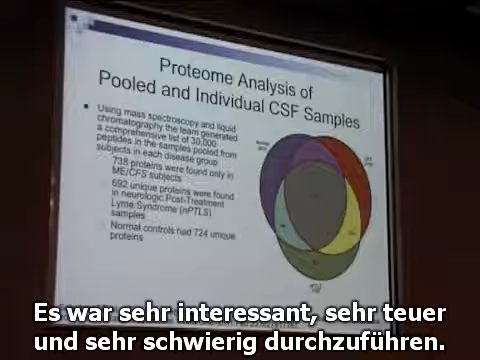 Proteome Analysis of
Pooled and Individual CSF Samples
Using mass spectroscopy and liquid
chromatography the team generated
a comprehensive list of 30,000
peptides in the samples pooled from
subjects in each disease group
738 proteins were found only in
ME/CFS subjects
692 unique proteins were found
in neurologic Post-Treatment
Lyme Syndrome (nPTLS)
samples
Normal controls had 724 unique
proteins
Es war sehr interessant, sehr teuer
und sehr schwierig durchzuführen.